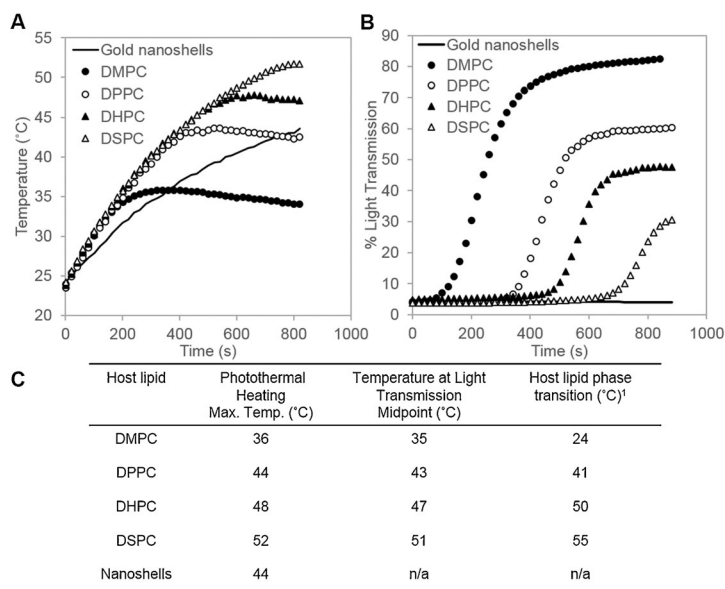 A
B
55
50
45
40
35
30
25
20
Temperature (˚C)
Gold nanoshells
DMPC
DPPC
DHPC
DSPC
0
200
400
600
800
1000
Time (s)
90
80
70
60
50
40
30
20
10
0
% Light Transmission
Gold nanoshells
DMPC
DPPC
DHPC
DSPC
0
200
400
600
800
1000
Time (s)
C
Host lipid
Photothermal
Heating
Max. Temp. (˚C)
Temperature at Light
Transmission
Midpoint (˚C)
Host lipid phase
transition (˚C)¹
DMPC 36 35 24
DPPC 44 43 41
DHPC 48 47 50
DSPC 52 51 55
Nanoshells 44 n/a n/a